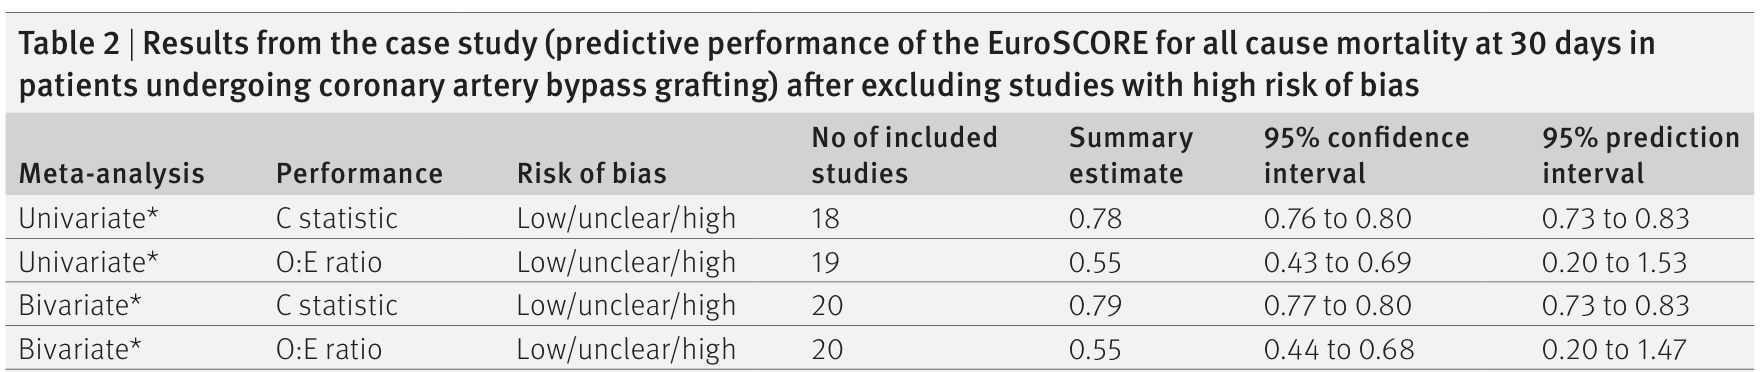 Table 2 | Results from the case study (predictive performance of the EuroSCORE for all cause mortality at 30 days in
patients undergoing coronary artery bypass grafting) after excluding studies with high risk of bias
Meta-analysis Performance Risk of bias No of included studies Summary estimate 95% confidence interval 95% prediction interval
Univariate* C statistic Low/unclear/high 18 0.78 0.76 to 0.80 0.73 to 0.83
Univariate* O:E ratio Low/unclear/high 19 0.55 0.43 to 0.69 0.20 to 1.53
Bivariate* C statistic Low/unclear/high 20 0.79 0.77 to 0.80 0.73 to 0.83
Bivariate* O:E ratio Low/unclear/high 20 0.55 0.44 to 0.68 0.20 to 1.47